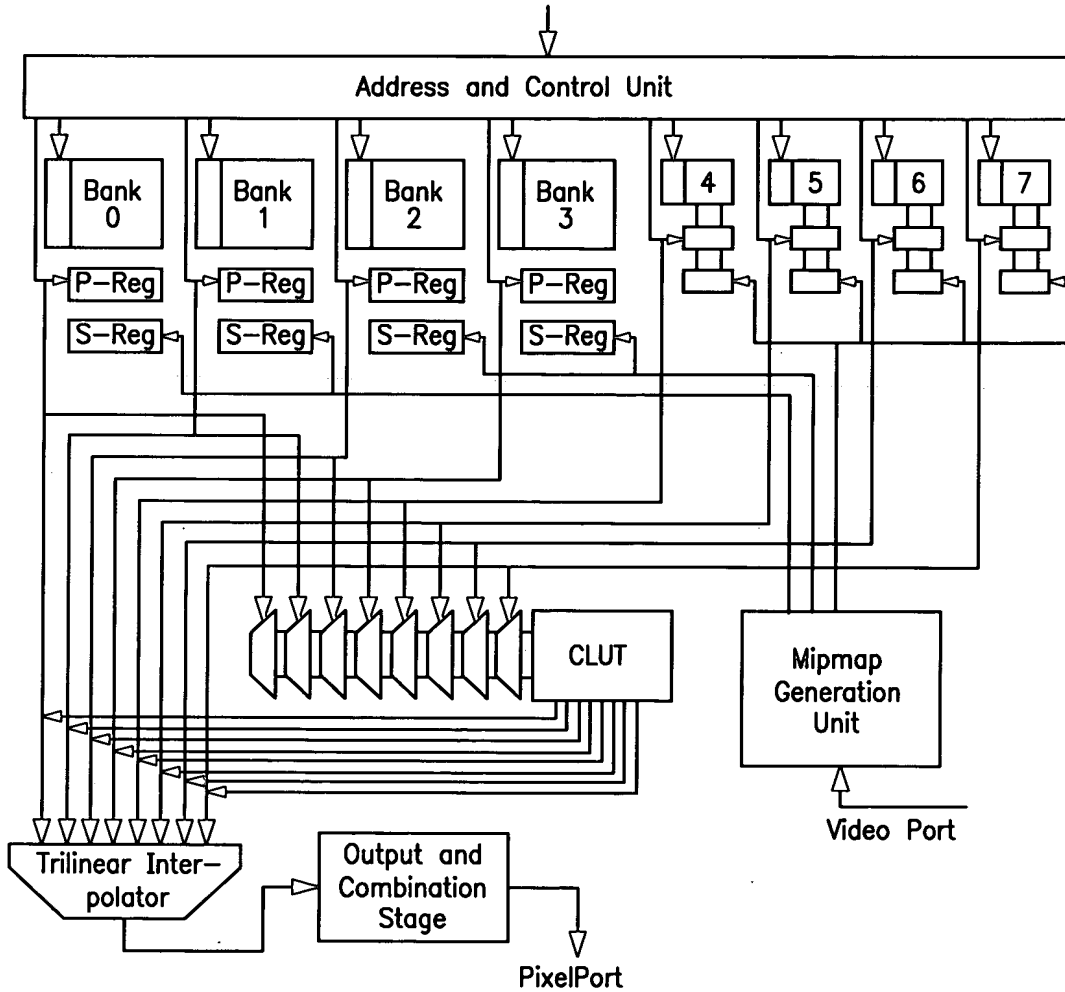 Address and Control Unit
Bank
0
Bank
1
Bank
2
Bank
3
4
5
6
7
P-Reg
P-Reg
P-Reg
P-Reg
S-Reg
S-Reg
S-Reg
S-Reg
CLUT
Mipmap
Generation
Unit
Video Port
Trilinear Inter-
polator
Output and
Combination
Stage
PixelPort